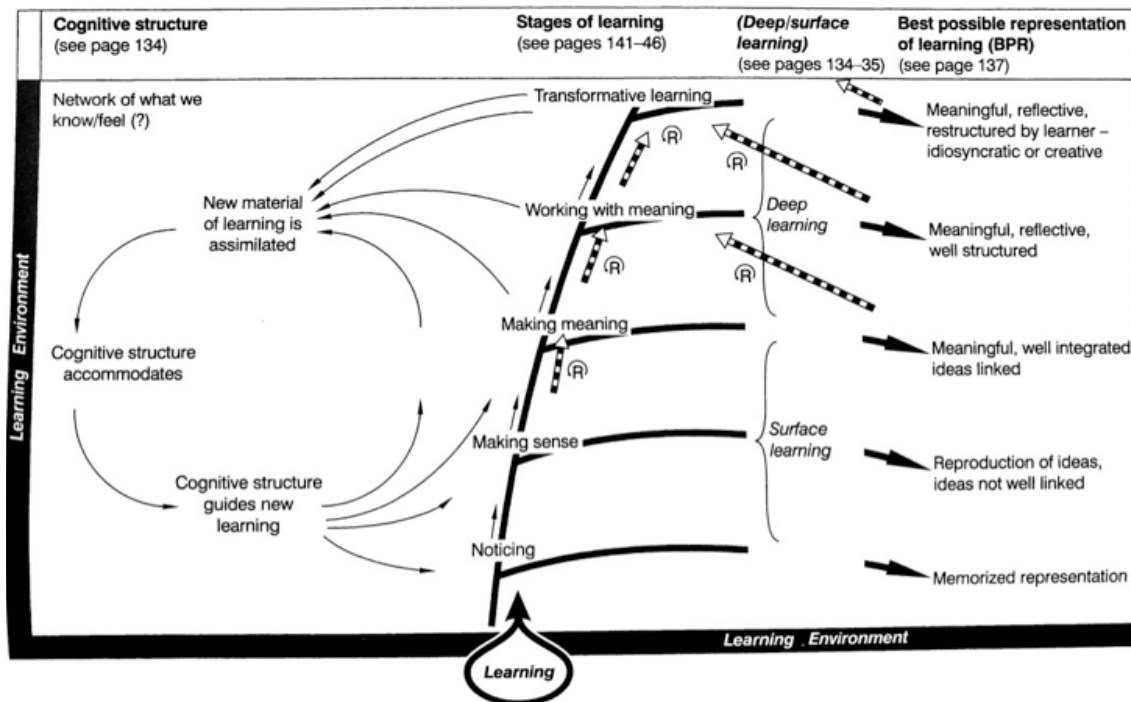 Cognitive structure
(see page 134)
Stages of learning
(see pages 141–46)
(Deep/surface
learning)
(see pages 134–35)
Best possible representation
of learning (BPR)
(see page 137)
Network of what we
know/feel (?)
New material
of learning is
assimilated
Cognitive structure
accommodates
Cognitive structure
guides new
learning
Transformative learning
R
R
Working with meaning
R
R
Making meaning
R
Making sense
Noticing
Deep
learning
Surface
learning
Meaningful, reflective,
restructured by learner –
idiosyncratic or creative
Meaningful, reflective,
well structured
Meaningful, well integrated,
ideas linked
Reproduction of ideas,
ideas not well linked
Memorized representation
Learning Environment
Learning . Environment
Learning